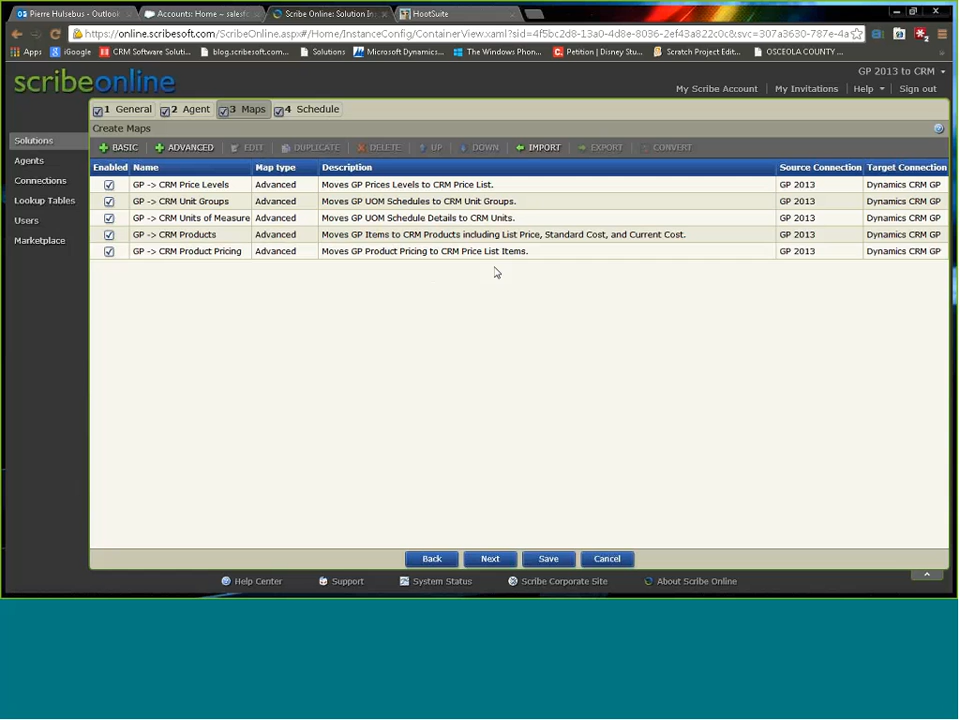 Pierre Hulsebus - Outlook
Accounts: Home ~ salesfo
Scribe Online: Solution In
HootSuite
https://online.scribesoft.com/ScribeOnline.aspx#/Home/InstanceConfig/ContainerView.xaml?sid=4f5bc2d8-13a0-4d8e-8036-2ef43a822c0c&svc=307a3630-787e-4a
Apps
iGoogle
CRM Software Soluti...
blog.scribesoft.com...
Solutions
Microsoft Dynamics...
The Windows Phon...
Petition | Disney Stu...
Scratch Project Edit...
OSCEOLA COUNTY ...
scribeonline
GP 2013 to CRM
My Scribe Account
My Invitations
Help
Sign out
1 General
2 Agent
3 Maps
4 Schedule
Create Maps
BASIC
ADVANCED
EDIT
DUPLICATE
DELETE
UP
DOWN
IMPORT
EXPORT
CONVERT
Solutions
Agents
Connections
Lookup Tables
Users
Marketplace
Enabled Name Map type Description Source Connection Target Connection
GP -> CRM Price Levels Advanced Moves GP Prices Levels to CRM Price List. GP 2013 Dynamics CRM GP
GP -> CRM Unit Groups Advanced Moves GP UOM Schedules to CRM Unit Groups. GP 2013 Dynamics CRM GP
GP -> CRM Units of Measure Advanced Moves GP UOM Schedule Details to CRM Units. GP 2013 Dynamics CRM GP
GP -> CRM Products Advanced Moves GP Items to CRM Products including List Price, Standard Cost, and Current Cost. GP 2013 Dynamics CRM GP
GP -> CRM Product Pricing Advanced Moves GP Product Pricing to CRM Price List Items. GP 2013 Dynamics CRM GP
Back
Next
Save
Cancel
Help Center
Support
System Status
Scribe Corporate Site
About Scribe Online